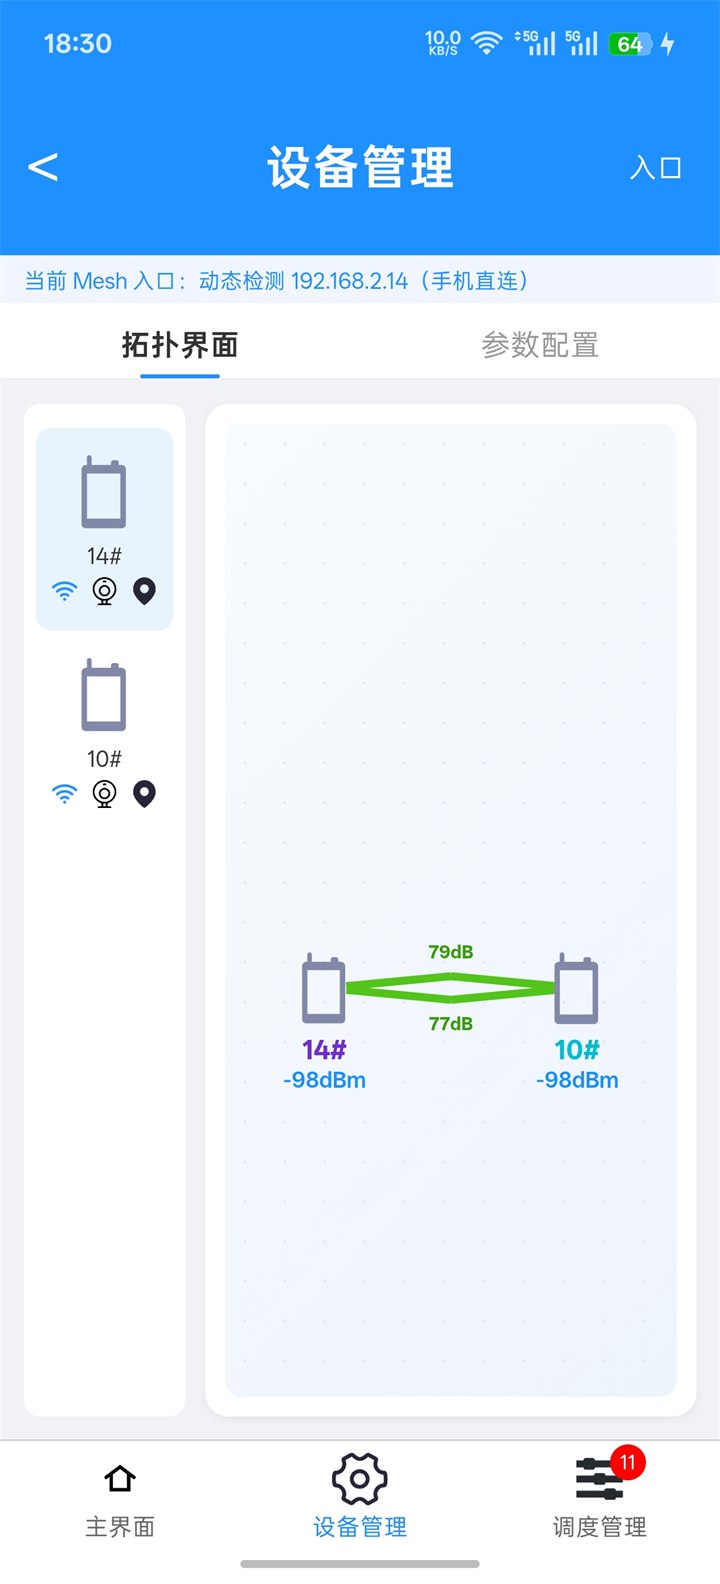 18:30
10.0
KB/S
5G
5G
64
<
设备管理
入口
当前 Mesh 入口：动态检测 192.168.2.14（手机直连）
拓扑界面
参数配置
14#
10#
79dB
77dB
14#
10#
-98dBm
-98dBm
11
主界面
设备管理
调度管理